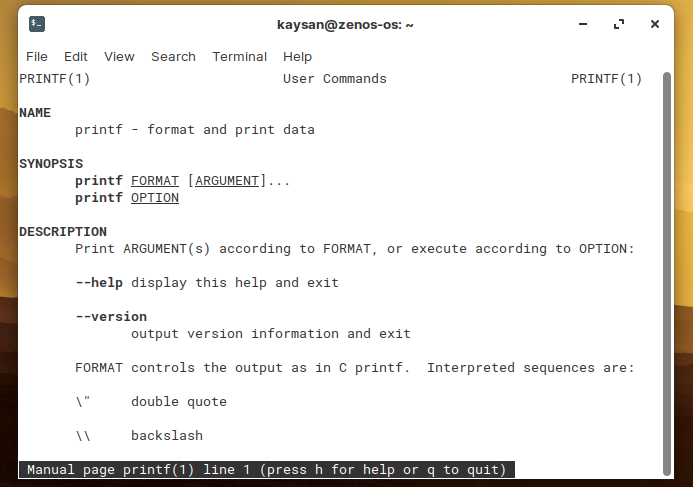 kaysan@zenos-os: ~
File Edit View Search Terminal Help
PRINTF(1) User Commands PRINTF(1)
NAME
printf - format and print data
SYNOPSIS
printf FORMAT [ARGUMENT]...
printf OPTION
DESCRIPTION
Print ARGUMENT(s) according to FORMAT, or execute according to OPTION:
--help display this help and exit
--version
output version information and exit
FORMAT controls the output as in C printf. Interpreted sequences are:
\" double quote
\\ backslash
Manual page printf(1) line 1 (press h for help or q to quit)